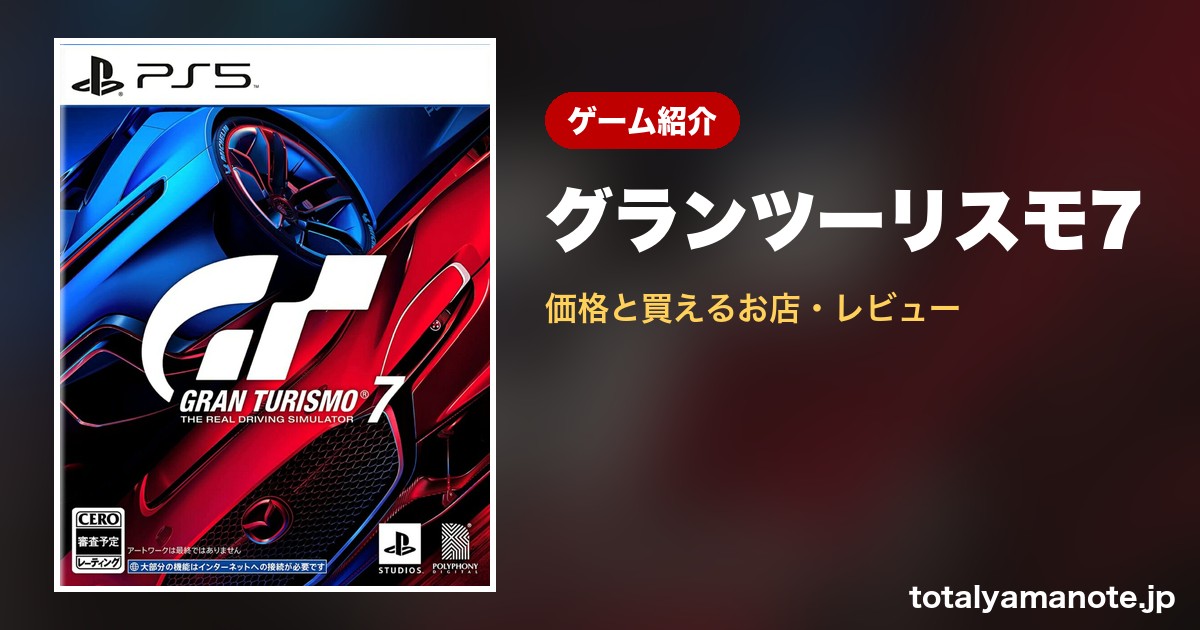 PS5
GRAN TURISMO® 7
THE REAL DRIVING SIMULATOR
CERO
審査予定
レーティング
アートワークは最終ではありません
大部分の機能はインターネットへの接続が必要です
STUDIOS
POLYPHONY
DIGITAL
MICHELIN
ゲーム紹介
グランツーリスモ7
価格と買えるお店・レビュー
totalyamanote.jp